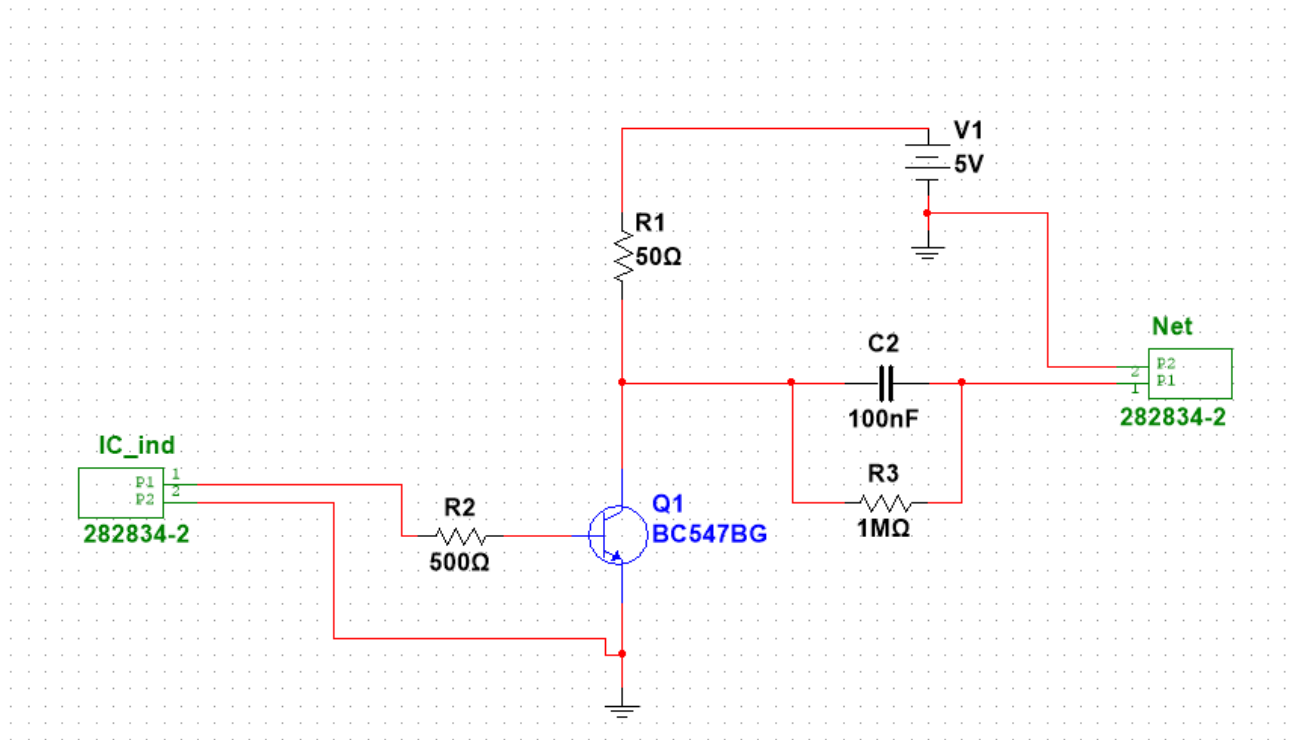 V1
5V
R1
50Ω
Net
C2
P2
2
P1
1
100nF
282834-2
IC_ind
R3
P1
1
P2
2
R2
Q1
282834-2
BC547BG
1MΩ
500Ω